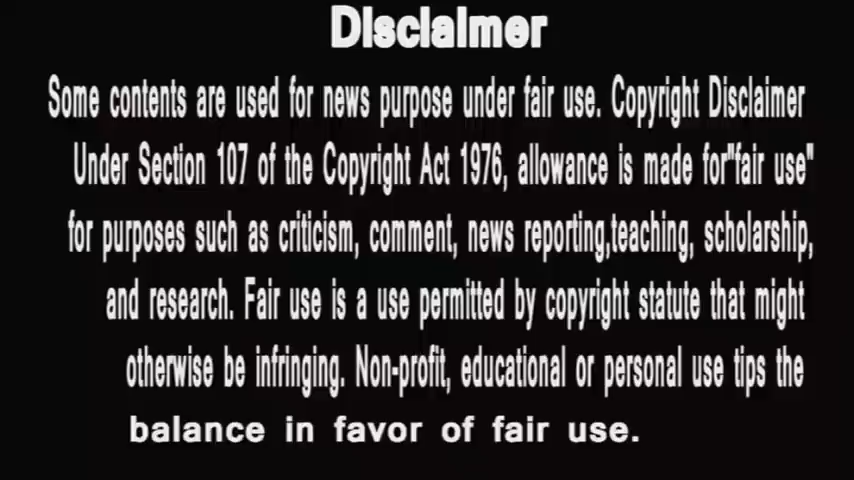 Disclaimer
Some contents are used for news purpose under fair use. Copyright Disclaimer
Under Section 107 of the Copyright Act 1976, allowance is made for"fair use"
for purposes such as criticism, comment, news reporting,teaching, scholarship,
and research. Fair use is a use permitted by copyright statute that might
otherwise be infringing. Non-profit, educational or personal use tips the
balance in favor of fair use.